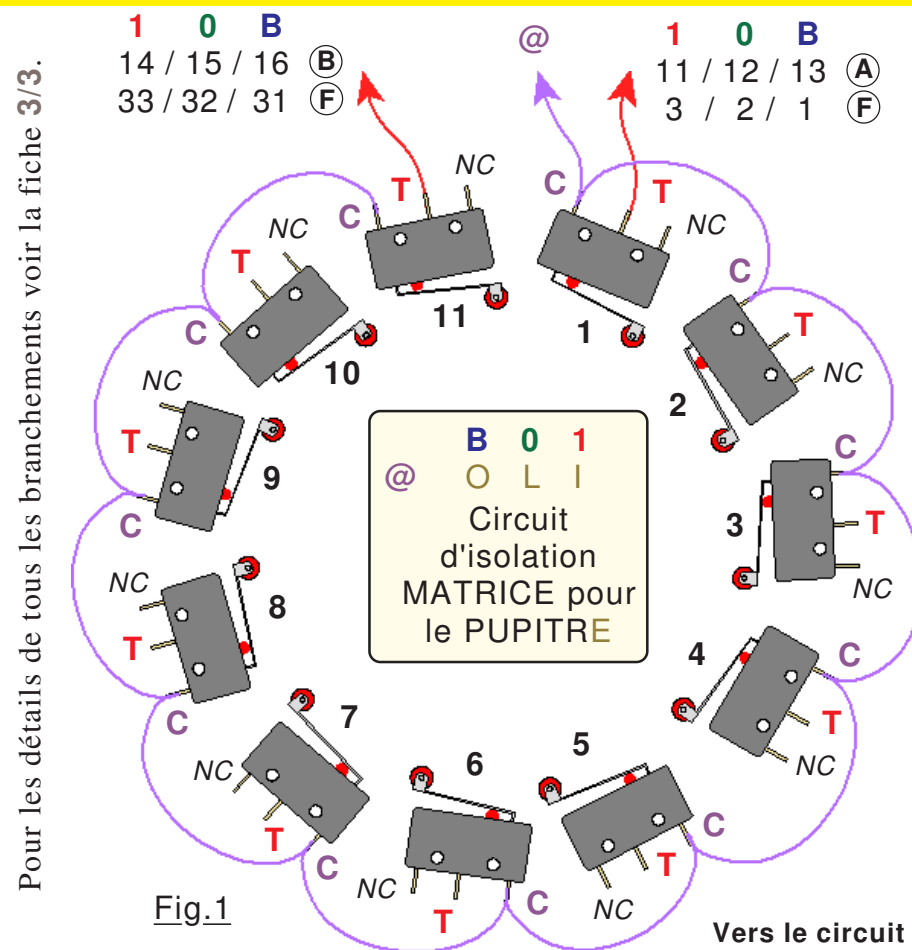 Pour les détails de tous les branchements voir la fiche 3/3.
1 0 B
14 / 15 / 16 B
33 / 32 / 31 F
@
1 0 B
11 / 12 / 13 A
3 / 2 / 1 F
C T NC
11
C T NC
1
C T NC
2
C T NC
3
C T NC
4
C T NC
5
C T NC
6
C T NC
7
C T NC
8
C T NC
9
C T
10
B 0 1
@ O L I
Circuit
d'isolation
MATRICE pour
le PUPITRE
Fig.1
Vers le circuit